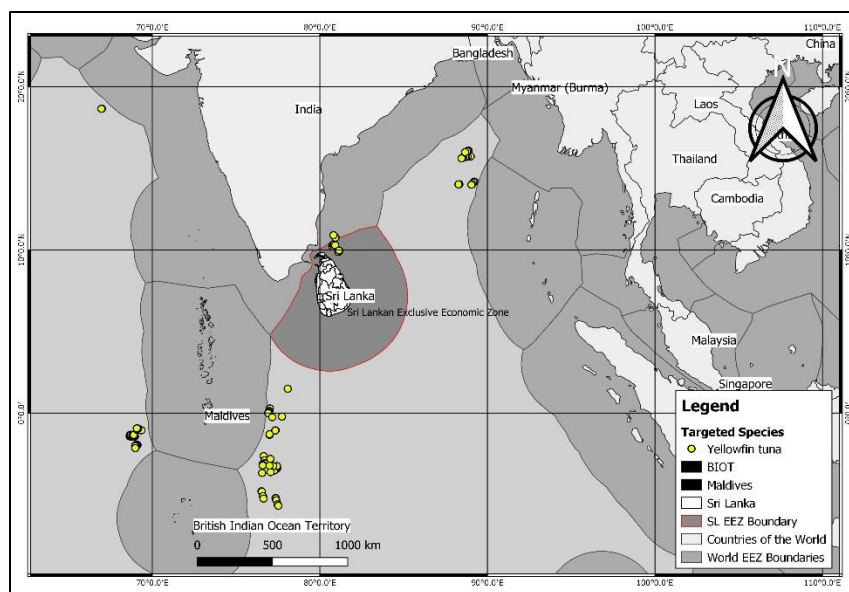 70°0.0'E 80°0.0'E 90°0.0'E 100°0.0'E 110°0.0'E
China
Bangladesh
N
20°0.0'N
Myanmar (Burma)
India
Laos
Thailand
Cambodia
10°0.0'N
Sri Lanka
Sri Lankan Exclusive Economic Zone
Malaysia
Singapore
0°0.0'
Maldives
Legend
Targeted Species
Yellowfin tuna
BIOT
Maldives
Sri Lanka
SL EEZ Boundary
Countries of the World
World EEZ Boundaries
British Indian Ocean Territory
0 500 1000 km
70°0.0'E 80°0.0'E 90°0.0'E 100°0.0'E 110°0.0'E